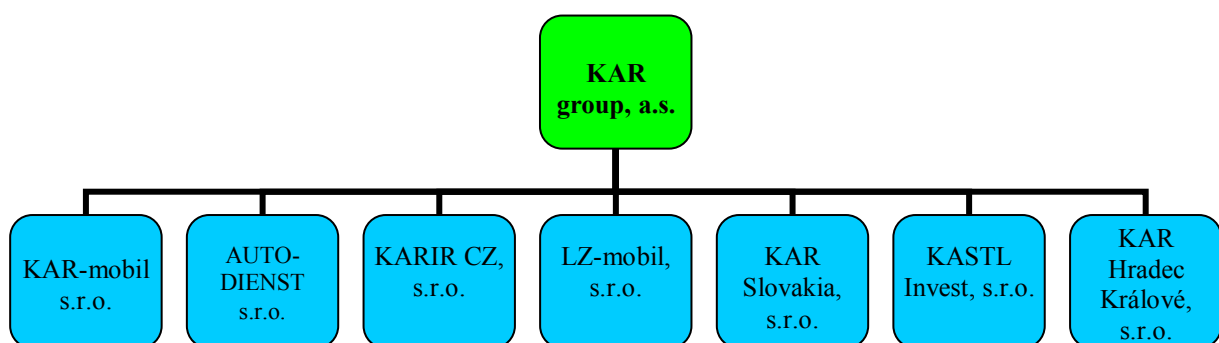 KAR
group, a.s.
KAR-mobil
s.r.o.
AUTO-
DIENST
s.r.o.
KARIR CZ,
s.r.o.
LZ-mobil,
s.r.o.
KAR
Slovakia,
s.r.o.
KASTL
Invest, s.r.o.
KAR
Hradec
Králové,
s.r.o.